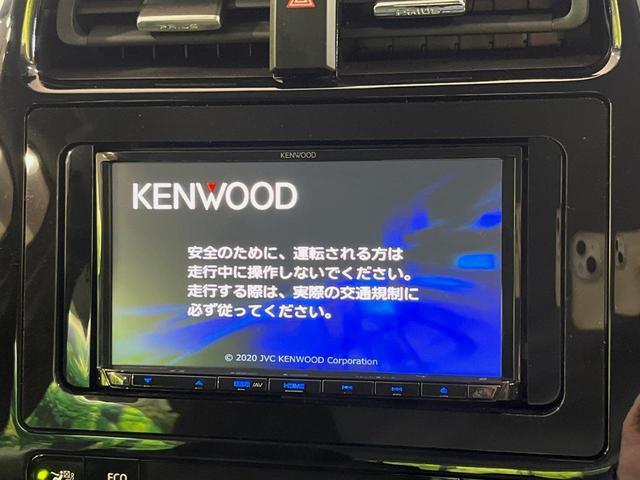 PRIUS
PRIUS
KENWOOD
KENWOOD
安全のために、運転される方は
走行中に操作しないでください。
走行する際は、実際の交通規制に
必ず従ってください。
© 2020 JVC KENWOOD Corporation
/AV
HOME
ECO